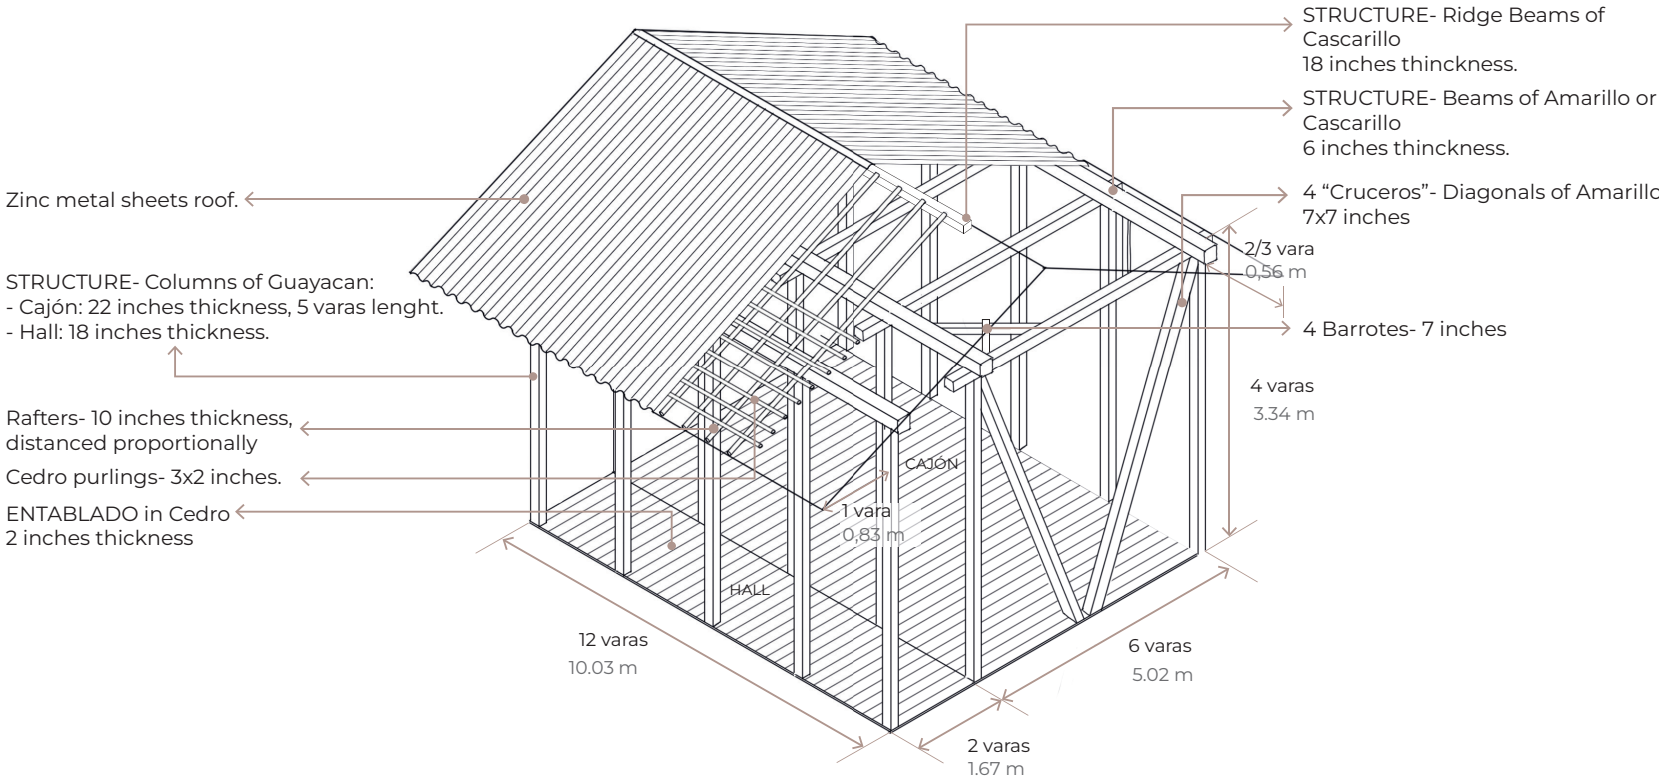 STRUCTURE- Ridge Beams of
Cascarillo
18 inches thinckness.
STRUCTURE- Beams of Amarillo or
Cascarillo
6 inches thinckness.
4 “Cruceros”- Diagonals of Amarillo
7x7 inches
Zinc metal sheets roof.
2/3 vara
0,56 m
STRUCTURE- Columns of Guayacan:
- Cajón: 22 inches thickness, 5 varas lenght.
- Hall: 18 inches thickness.
4 Barrotes- 7 inches
4 varas
3.34 m
Rafters- 10 inches thickness,
distanced proportionally
Cedro purlings- 3x2 inches.
CAJÓN
ENTABLADO in Cedro
2 inches thickness
1 vara
0,83 m
HALL
12 varas
10.03 m
6 varas
5.02 m
2 varas
1.67 m